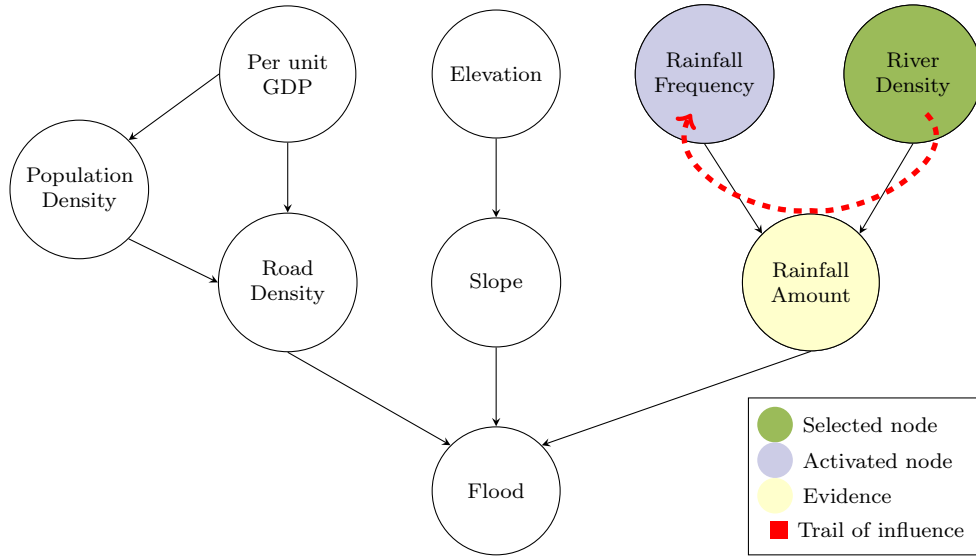 Per unit
GDP
Elevation
Rainfall
Frequency
River
Density
Population
Density
Road
Density
Slope
Rainfall
Amount
Flood
Selected node
Activated node
Evidence
Trail of influence